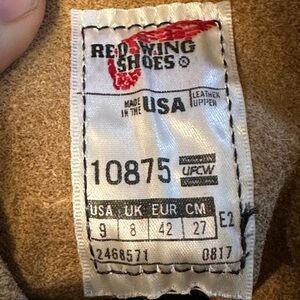 RED WING
SHOES
MADE IN THE USA LEATHER UPPER
10875 UFCW
USA UK EUR CM
9 8 42 27 E2
2468571 0817